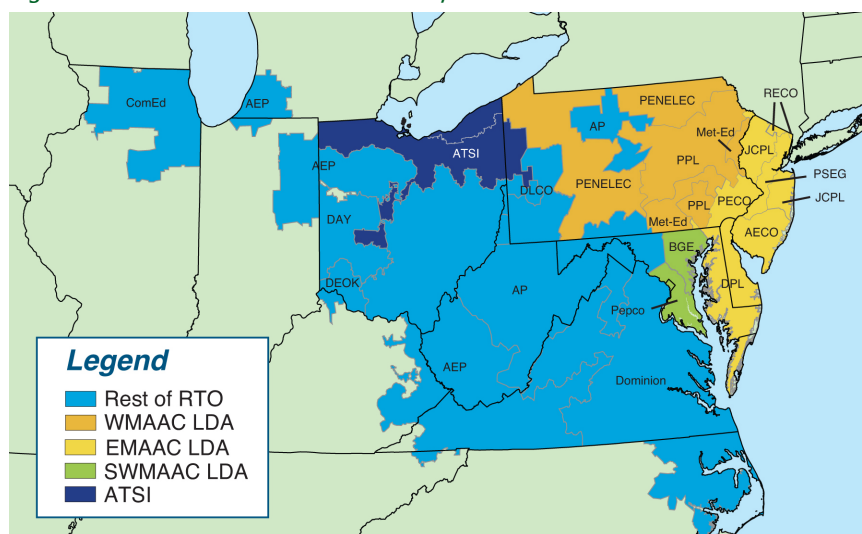 RECO
ComEd
AEP
PENELEC
AP
Met-Ed
JCPL
ATSI
PPL
AEP
PSEG
PENELEC
DLCO
JCPL
PECO
PPL
DAY
Met-Ed
AECO
BGE
DEOK
AP
DPL
Pepco
AEP
Dominion
Legend
Rest of RTO
WMAAC LDA
EMAAC LDA
SWMAAC LDA
ATSI